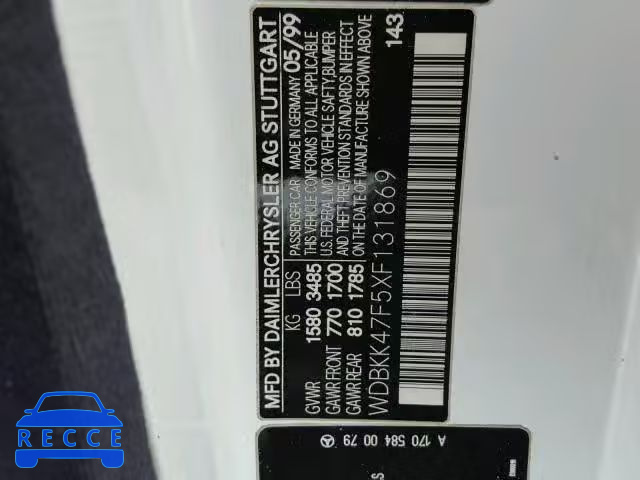 MFD BY DAIMLERCHRYSLER AG STUTTGART
KG LBS PASSENGER CAR MADE IN GERMANY 05/99
GVWR 1580 3485 THIS VEHICLE CONFORMS TO ALL APPLICABLE
U.S. FEDERAL MOTOR VEHICLE SAFETY, BUMPER
GAWR FRONT 770 1700 AND THEFT PREVENTION STANDARDS IN EFFECT
GAWR REAR 810 1785 ON THE DATE OF MANUFACTURE SHOWN ABOVE
WDBKK47F5XF131869 143
A 170 584 00 79
RECCE